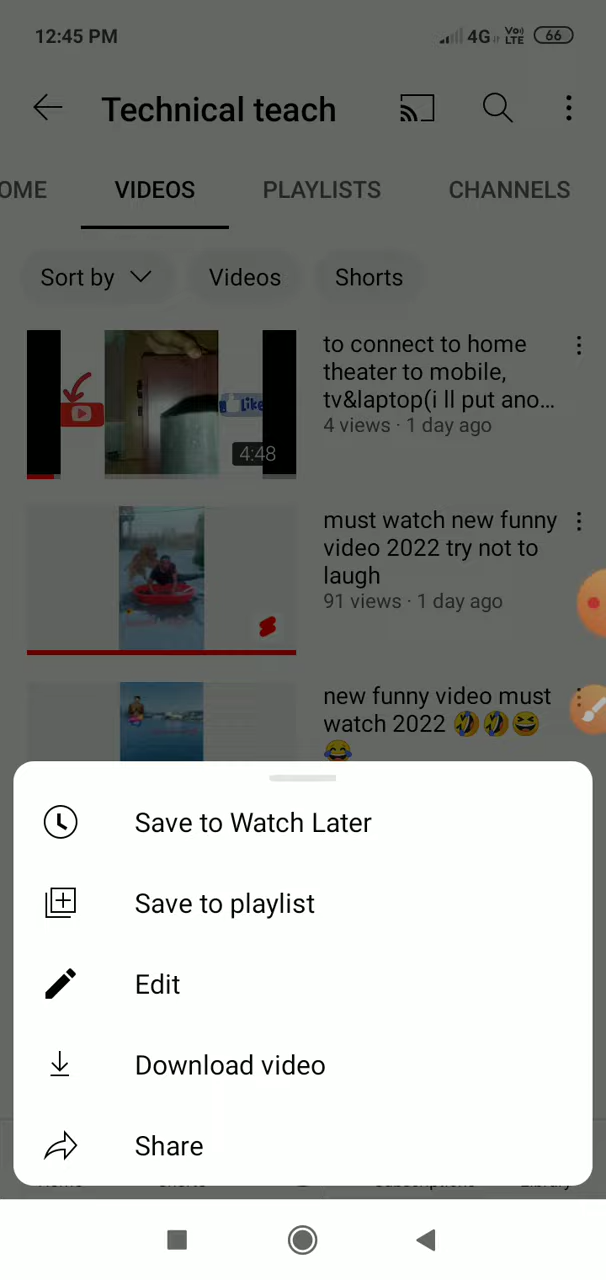 12:45 PM
4G
Vo)
LTE
66
Technical teach
OME
VIDEOS
PLAYLISTS
CHANNELS
Sort by
Videos
Shorts
to connect to home
theater to mobile,
tv&laptop(i ll put ano...
4 views · 1 day ago
Like
4:48
must watch new funny
video 2022 try not to
laugh
91 views · 1 day ago
new funny video must
watch 2022 🤣🤣😆
😂
Save to Watch Later
Save to playlist
Edit
Download video
Share